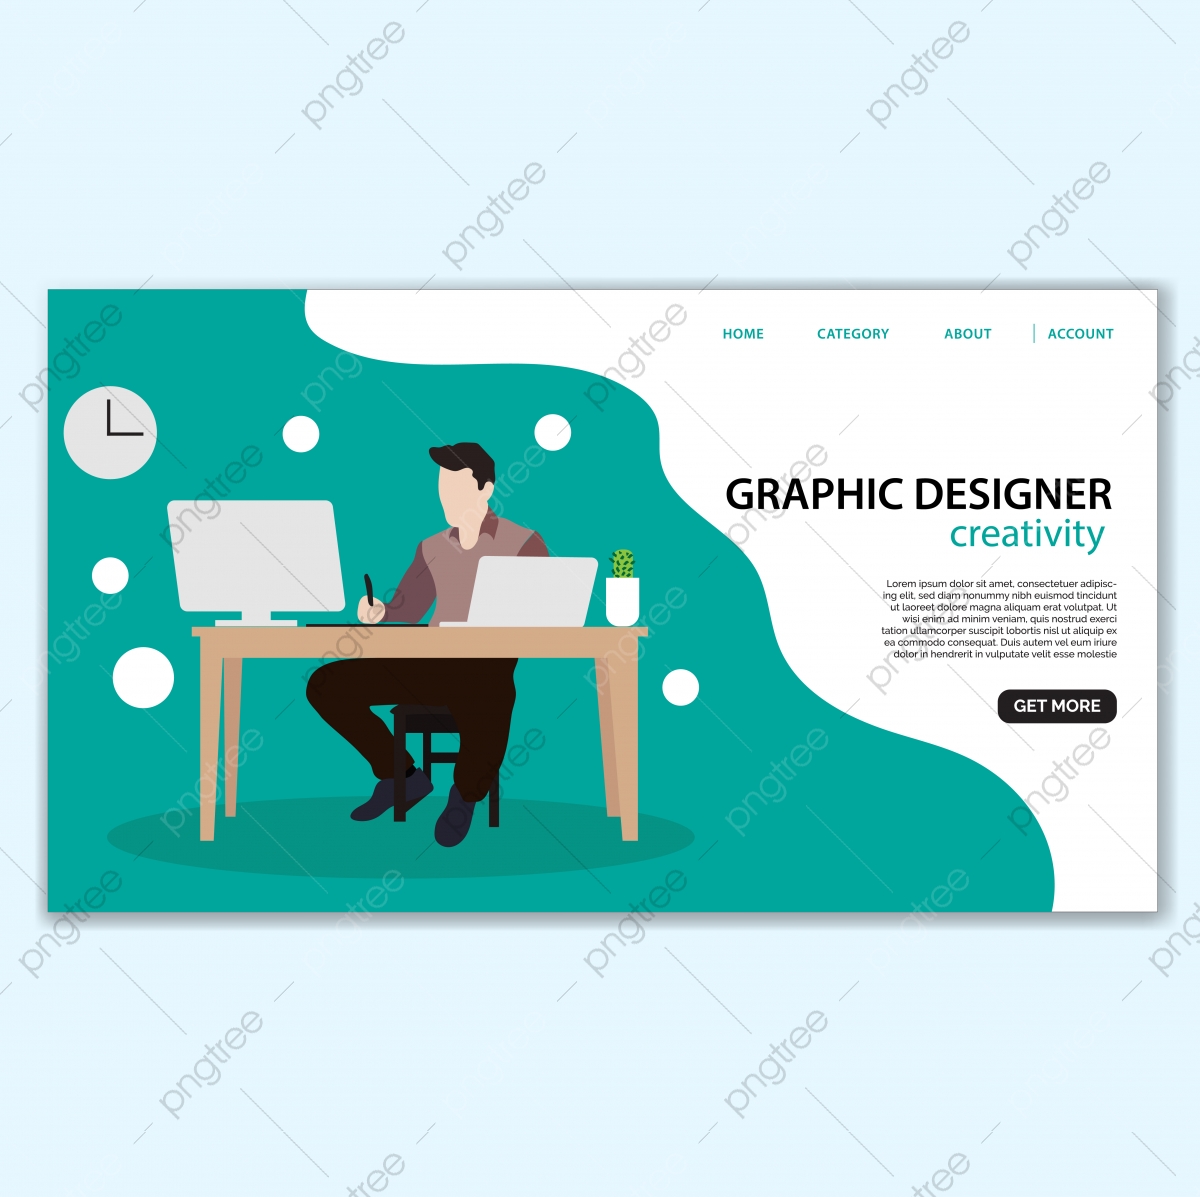 HOME CATEGORY ABOUT ACCOUNT
GRAPHIC DESIGNER
creativity
Lorem ipsum dolor sit amet, consectetuer adipisc-
ing elit, sed diam nonummy nibh euismod tincidunt
ut laoreet dolore magna aliquam erat volutpat. Ut
wisi enim ad minim veniam, quis nostrud exerci
tation ullamcorper suscipit lobortis nisl ut aliquip ex
ea commodo consequat. Duis autem vel eum iriure
dolor in hendrerit in vulputate velit esse molestie
GET MORE
pngtree